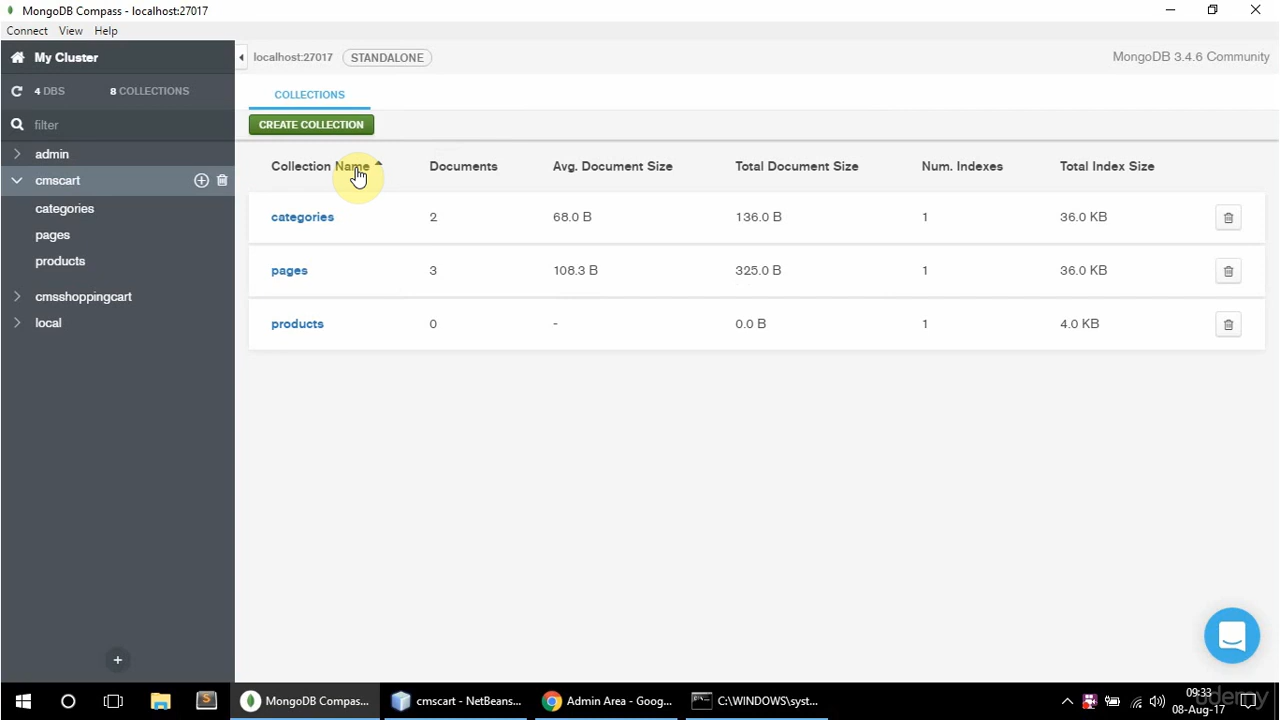 MongoDB Compass - localhost:27017
Connect View Help
My Cluster
localhost:27017 STANDALONE MongoDB 3.4.6 Community
4 DBS 8 COLLECTIONS
COLLECTIONS
filter
CREATE COLLECTION
admin
cmscart
categories
pages
products
cmsshoppingcart
local
Collection Name Documents Avg. Document Size Total Document Size Num. Indexes Total Index Size
categories 2 68.0 B 136.0 B 1 36.0 KB
pages 3 108.3 B 325.0 B 1 36.0 KB
products 0 - 0.0 B 1 4.0 KB
MongoDB Compas... cmscart - NetBeans... Admin Area - Goog... C:\WINDOWS\syst... 09:33
08-Aug-17
udemy